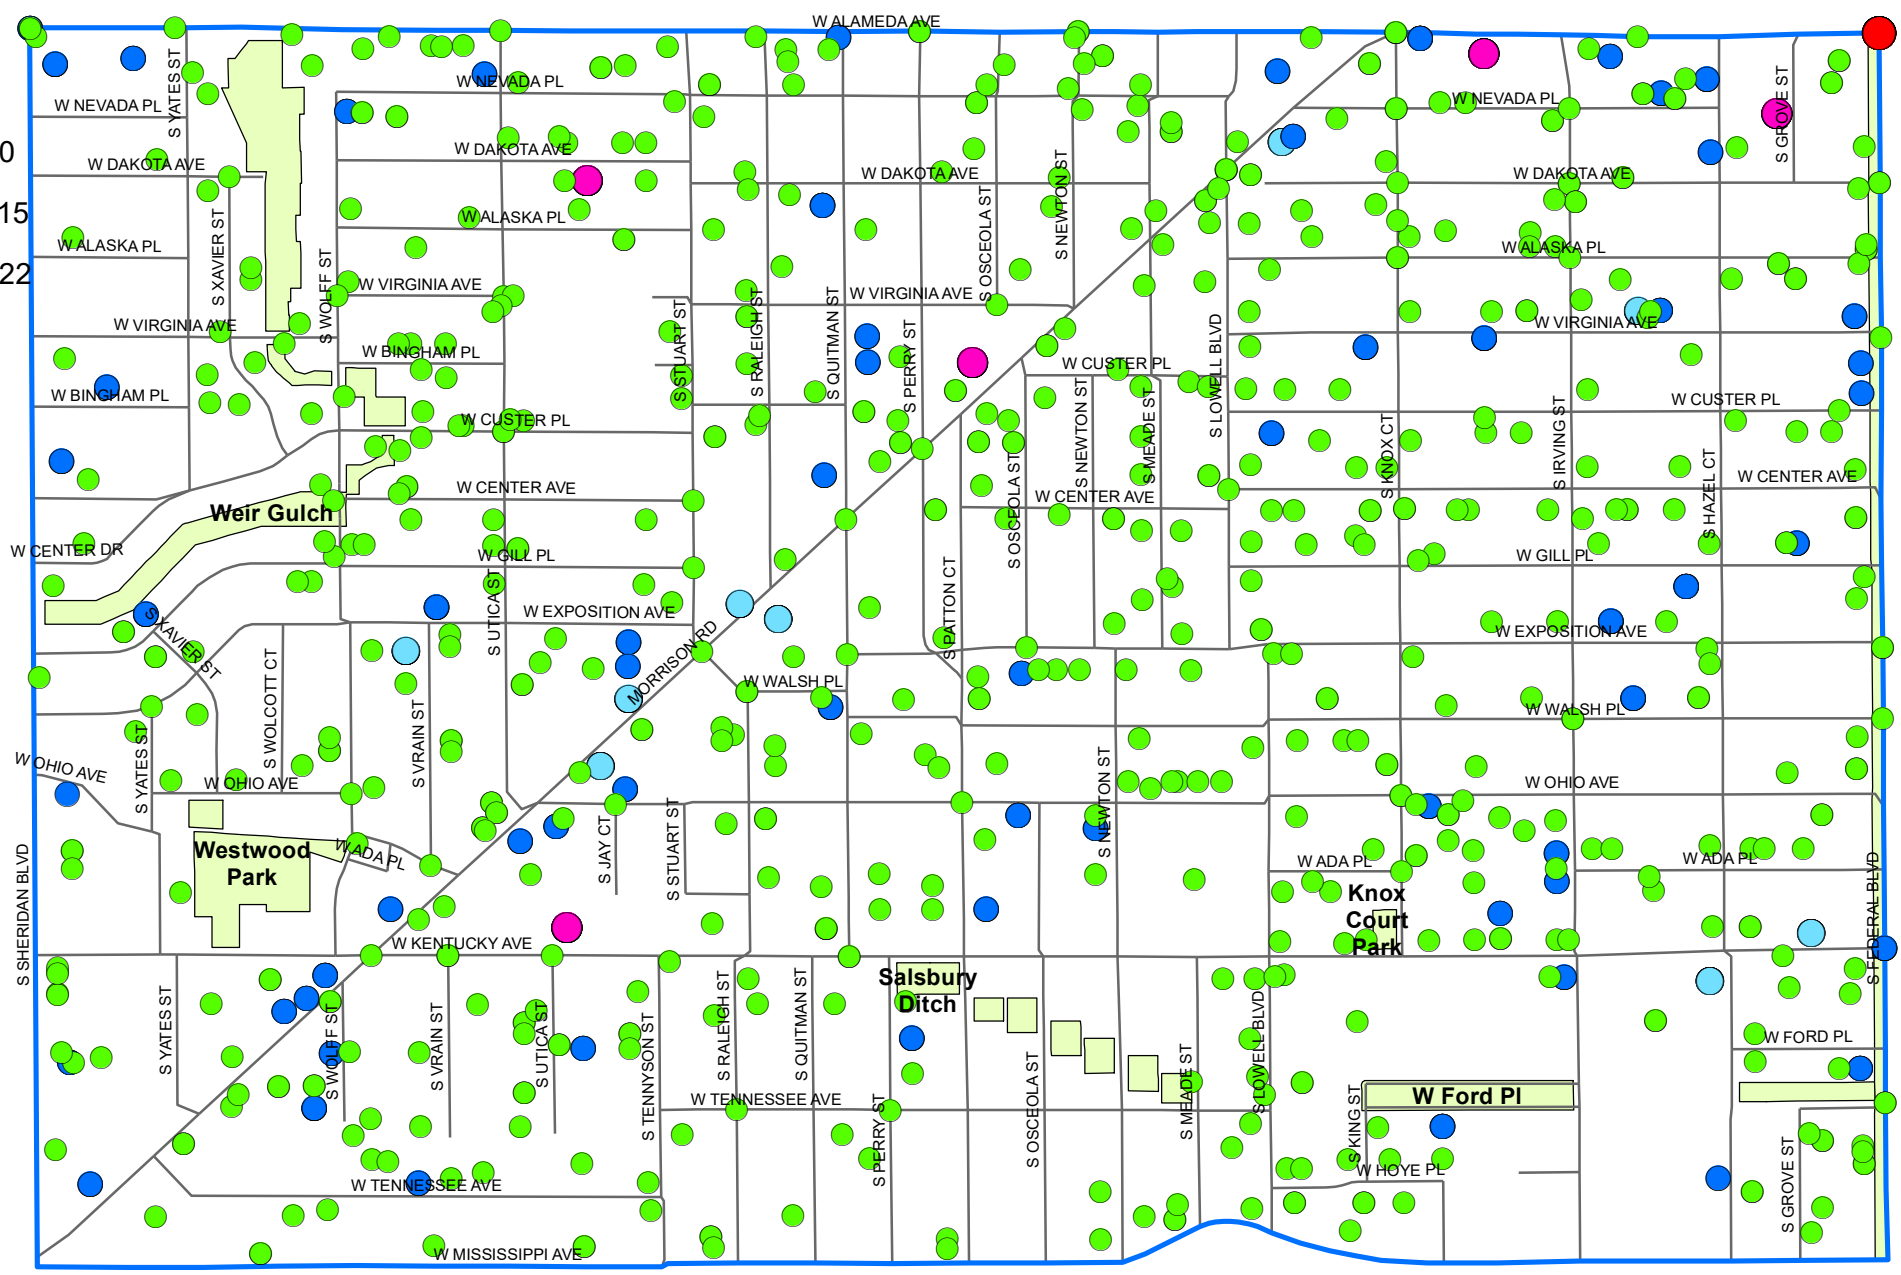 W ALAMEDA AVE
S YATES ST
W NEVADA PL
W NEVADA PL
W NEVADA PL
S GROVE ST
0
W DAKOTA AVE
W DAKOTA AVE
W DAKOTA AVE
W DAKOTA AVE
15
W ALASKA PL
W ALASKA PL
W ALASKA PL
S XAVIER ST
S WOLFF ST
S OSCEOLA ST
S NEWTON ST
22
W VIRGINIA AVE
W VIRGINIA AVE
W VIRGINIA AVE
W VIRGINIA AVE
S STUART ST
S RALEIGH ST
S QUITMAN ST
S PERRY ST
S LOWELL BLVD
W BINGHAM PL
W BINGHAM PL
W CUSTER PL
W CUSTER PL
W CUSTER PL
S NEWTON ST
S MEADE ST
S KNOX CT
S IRVING ST
S HAZEL CT
W CENTER AVE
W CENTER AVE
W CENTER AVE
S OSCEOLA ST
Weir Gulch
W CENTER DR
W GILL PL
W GILL PL
S UTICA ST
S PATTON CT
W EXPOSITION AVE
W EXPOSITION AVE
S XAVIER ST
MORRISON RD
S WOLCOTT CT
W WALSH PL
W WALSH PL
S VRAIN ST
S YATES ST
W OHIO AVE
W OHIO AVE
W OHIO AVE
S NEWTON ST
S JAY CT
S STUART ST
Westwood
Park
W ADA PL
W ADA PL
W ADA PL
Knox
Court
Park
S SHERIDAN BLVD
S FEDERAL BLVD
W KENTUCKY AVE
Salsbury
Ditch
S YATES ST
S WOLFF ST
S VRAIN ST
S UTICA ST
S TENNYSON ST
S RALEIGH ST
S QUITMAN ST
S PERRY ST
S OSCEOLA ST
S MEADE ST
S LOWELL BLVD
W FORD PL
W Ford Pl
S KING ST
W TENNESSEE AVE
W TENNESSEE AVE
W HOYE PL
S GROVE ST
W MISSISSIPPI AVE